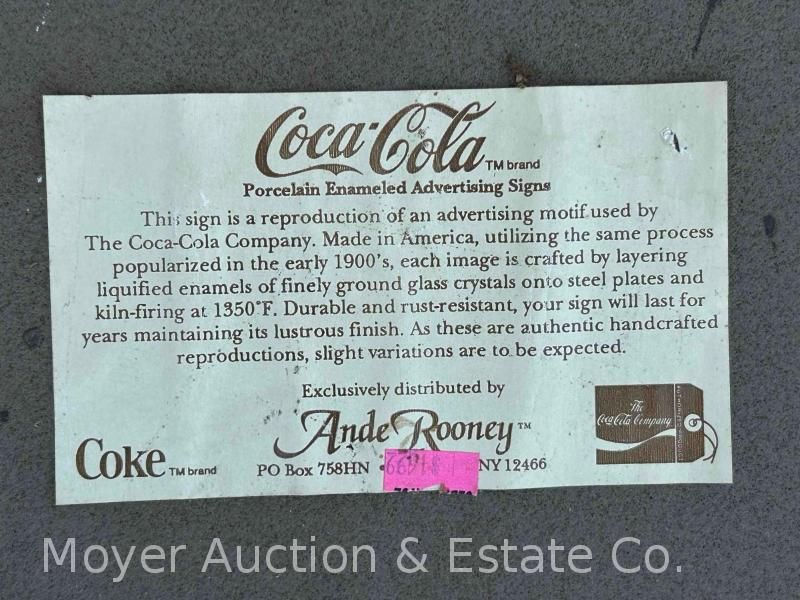 Coca-Cola TM brand
Porcelain Enameled Advertising Signs
This sign is a reproduction of an advertising motif used by
The Coca-Cola Company. Made in America, utilizing the same process
popularized in the early 1900's, each image is crafted by layering
liquified enamels of finely ground glass crystals onto steel plates and
kiln-firing at 1350°F. Durable and rust-resistant, your sign will last for
years maintaining its lustrous finish. As these are authentic handcrafted
reproductions, slight variations are to be expected.
Exclusively distributed by
Ande Rooney™
PO Box 758HN • NY 12466
Coke TM brand
The
Coca-Cola Company
Moyer Auction & Estate Co.